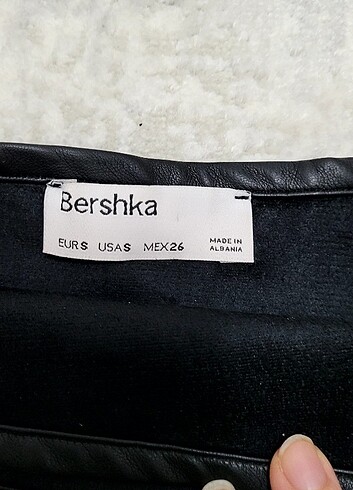 Bershka
EUR S USA S MEX 26
MADE IN
ALBANIA